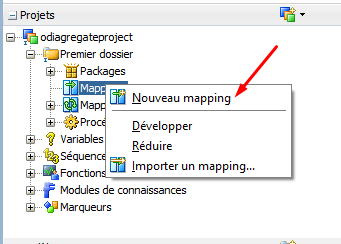 Projets
odiagregateproject
Premier dossier
Packages
Mapp
Nouveau mapping
Mapp
Développer
Procé
Réduire
Variables
Séquence
Importer un mapping...
Fonctions
Modules de connaissances
Marqueurs